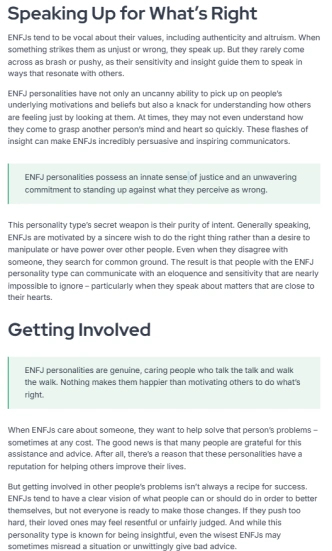 Speaking Up for What’s Right
ENFJs tend to be vocal about their values, including authenticity and altruism. When
something strikes them as unjust or wrong, they speak up. But they rarely come
across as brash or pushy, as their sensitivity and insight guide them to speak in
ways that resonate with others.
ENFJ personalities have not only an uncanny ability to pick up on people’s
underlying motivations and beliefs but also a knack for understanding how others
are feeling just by looking at them. At times, they may not even understand how
they come to grasp another person’s mind and heart so quickly. These flashes of
insight can make ENFJs incredibly persuasive and inspiring communicators.
ENFJ personalities possess an innate sense of justice and an unwavering
commitment to standing up against what they perceive as wrong.
This personality type’s secret weapon is their purity of intent. Generally speaking,
ENFJs are motivated by a sincere wish to do the right thing rather than a desire to
manipulate or have power over other people. Even when they disagree with
someone, they search for common ground. The result is that people with the ENFJ
personality type can communicate with an eloquence and sensitivity that are nearly
impossible to ignore – particularly when they speak about matters that are close to
their hearts.
Getting Involved
ENFJ personalities are genuine, caring people who talk the talk and walk
the walk. Nothing makes them happier than motivating others to do what’s
right.
When ENFJs care about someone, they want to help solve that person’s problems –
sometimes at any cost. The good news is that many people are grateful for this
assistance and advice. After all, there’s a reason that these personalities have a
reputation for helping others improve their lives.
But getting involved in other people’s problems isn’t always a recipe for success.
ENFJs tend to have a clear vision of what people can or should do in order to better
themselves, but not everyone is ready to make those changes. If they push too
hard, their loved ones may feel resentful or unfairly judged. And while this
personality type is known for being insightful, even the wisest ENFJs may
sometimes misread a situation or unwittingly give bad advice.